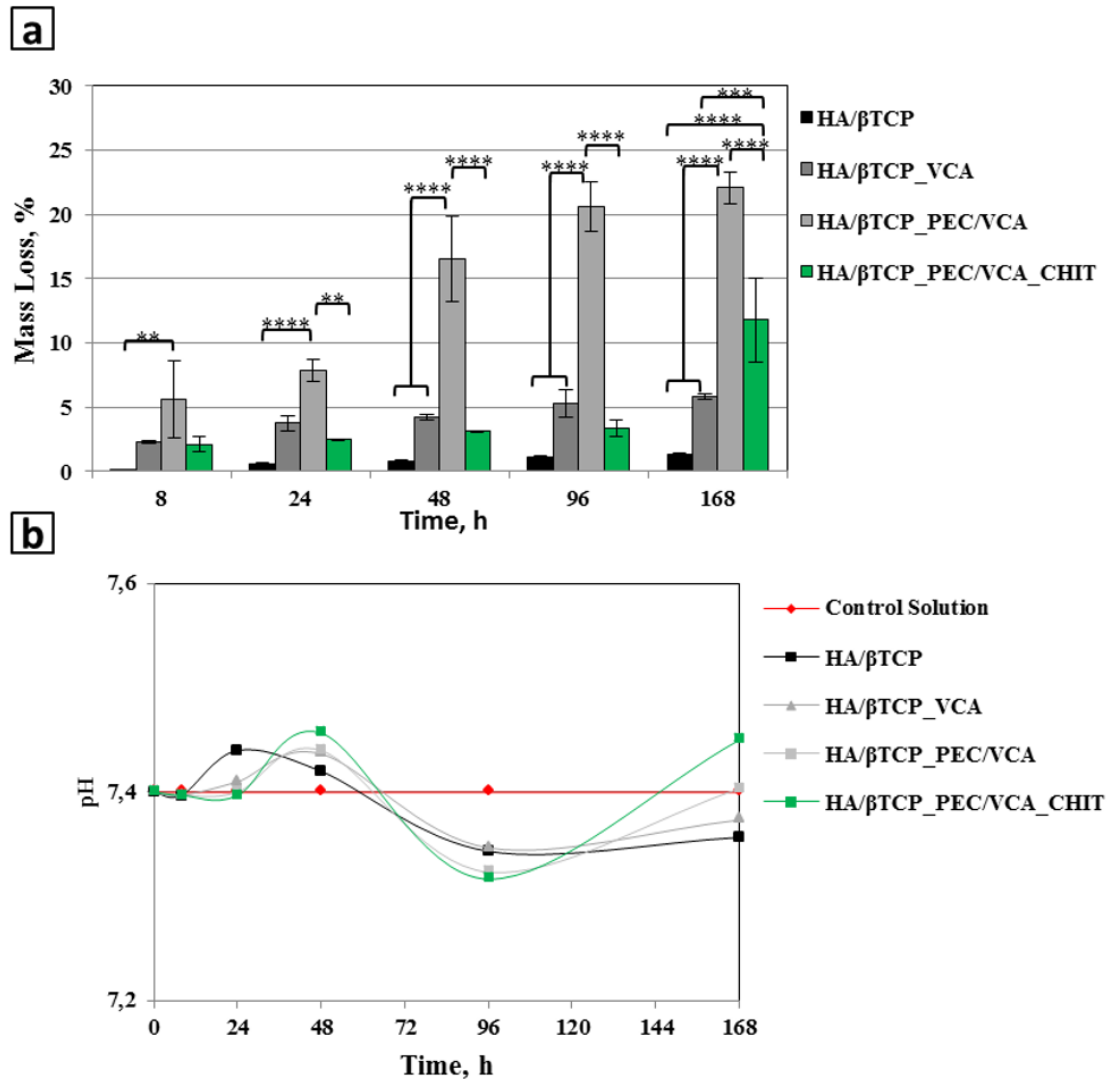 a
30
25
20
15
10
5
0
Mass Loss, %
**
****
**
****
****
****
****
***
****
****
****
8 24 48 96 168
Time, h
HA/βTCP
HA/βTCP_VCA
HA/βTCP_PEC/VCA
HA/βTCP_PEC/VCA_CHIT
b
7,6
7,4
7,2
pH
0 24 48 72 96 120 144 168
Time, h
Control Solution
HA/βTCP
HA/βTCP_VCA
HA/βTCP_PEC/VCA
HA/βTCP_PEC/VCA_CHIT